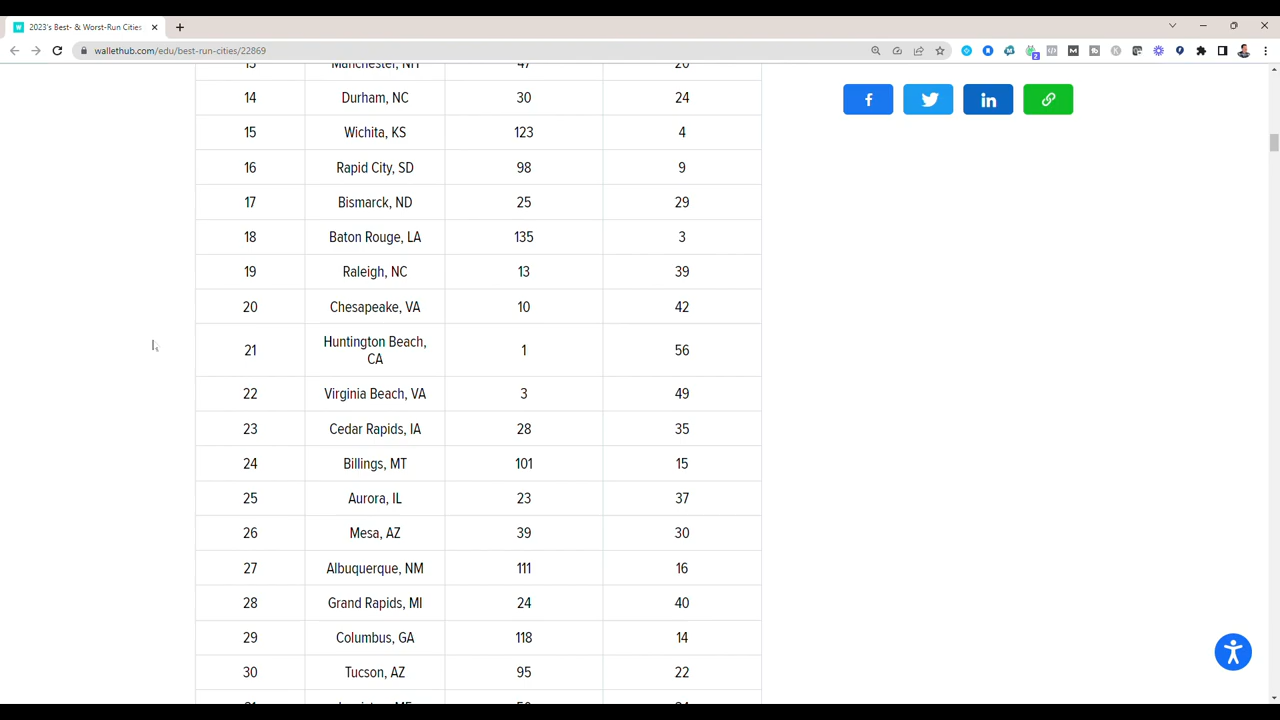 2023's Best- & Worst-Run Cities
wallethub.com/edu/best-run-cities/22869
Manchester, NH 47
14 Durham, NC 30 24
15 Wichita, KS 123 4
16 Rapid City, SD 98 9
17 Bismarck, ND 25 29
18 Baton Rouge, LA 135 3
19 Raleigh, NC 13 39
20 Chesapeake, VA 10 42
21 Huntington Beach, CA 1 56
22 Virginia Beach, VA 3 49
23 Cedar Rapids, IA 28 35
24 Billings, MT 101 15
25 Aurora, IL 23 37
26 Mesa, AZ 39 30
27 Albuquerque, NM 111 16
28 Grand Rapids, MI 24 40
29 Columbus, GA 118 14
30 Tucson, AZ 95 22